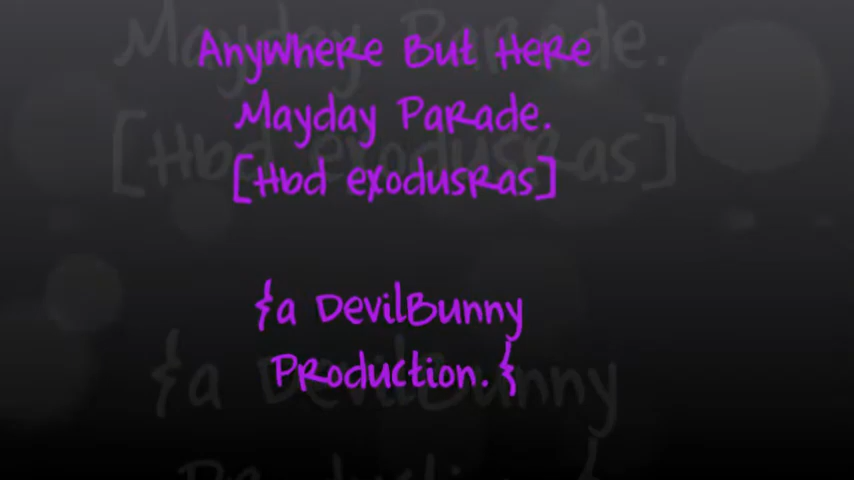 Anywhere But Here
Mayday Parade.
[Hbd exodusRas]
{a DevilBunny
Production.{